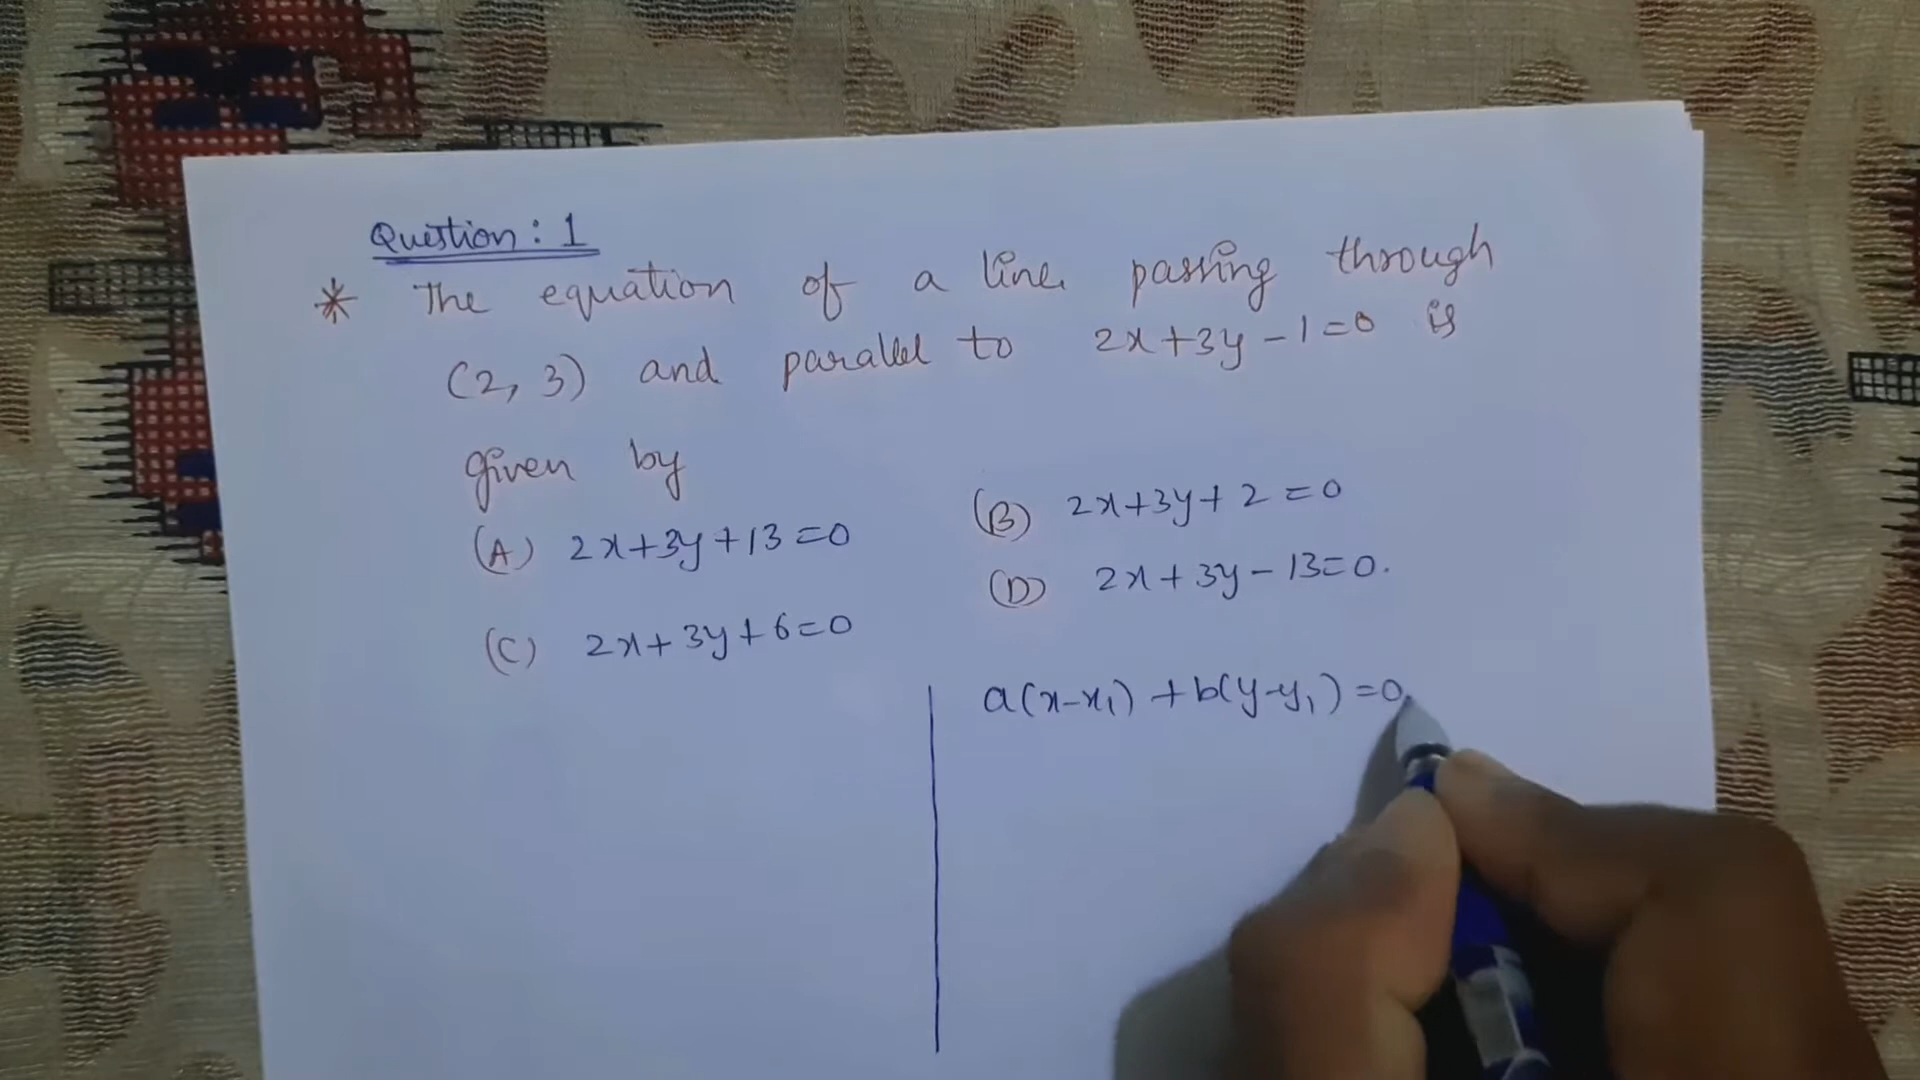 Question: 1
* The equation of a line passing through
(2, 3) and parallel to 2x+3y-1=0 is
given by
(A) 2x+3y+13=0
(B) 2x+3y+2=0
(C) 2x+3y+6=0
(D) 2x+3y-13=0.
a(x-x₁)+b(y-y₁)=0